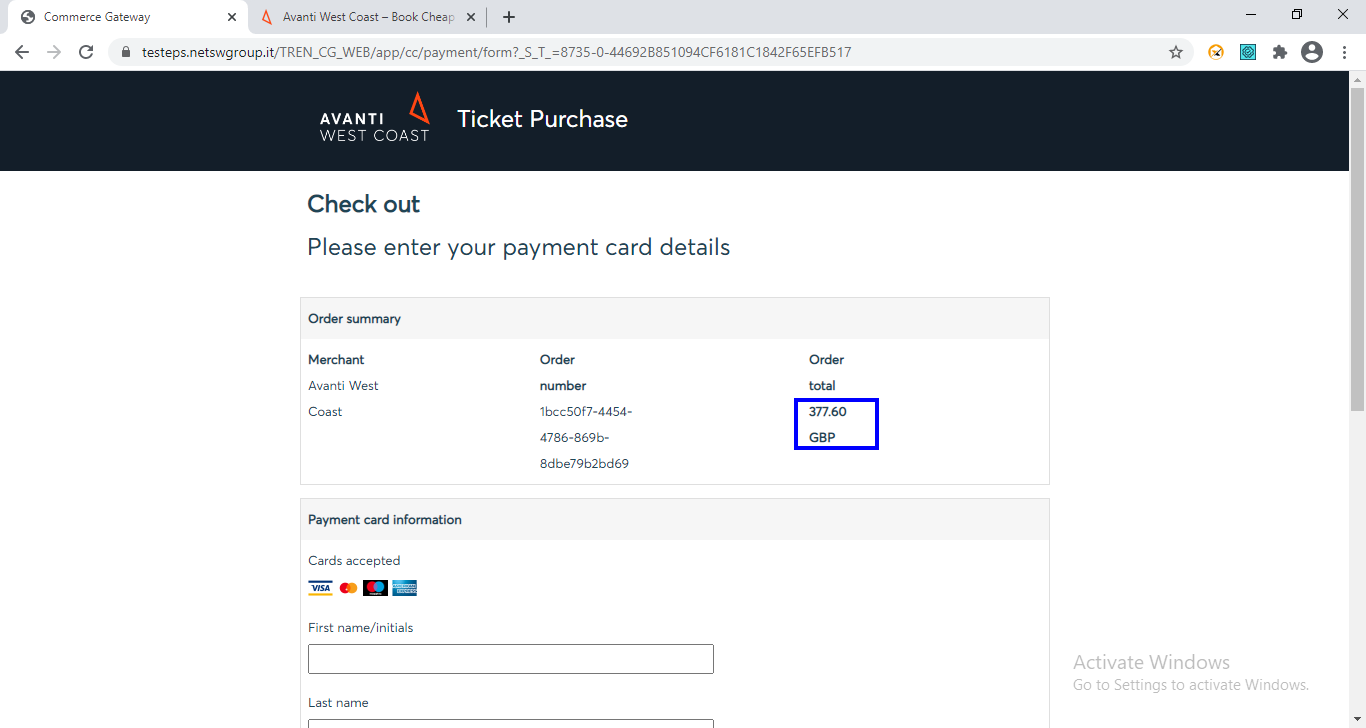 Commerce Gateway
Avanti West Coast – Book Cheap
testeps.netswgroup.it/TREN_CG_WEB/app/cc/payment/form?_S_T_=8735-0-44692B851094CF6181C1842F65EFB517
AVANTI
WEST COAST
Ticket Purchase
Check out
Please enter your payment card details
Order summary
Merchant
Avanti West
Coast
Order
number
1bcc50f7-4454-
4786-869b-
8dbe79b2bd69
Order
total
377.60
GBP
Payment card information
Cards accepted
VISA
First name/initials
Last name
Activate Windows
Go to Settings to activate Windows.